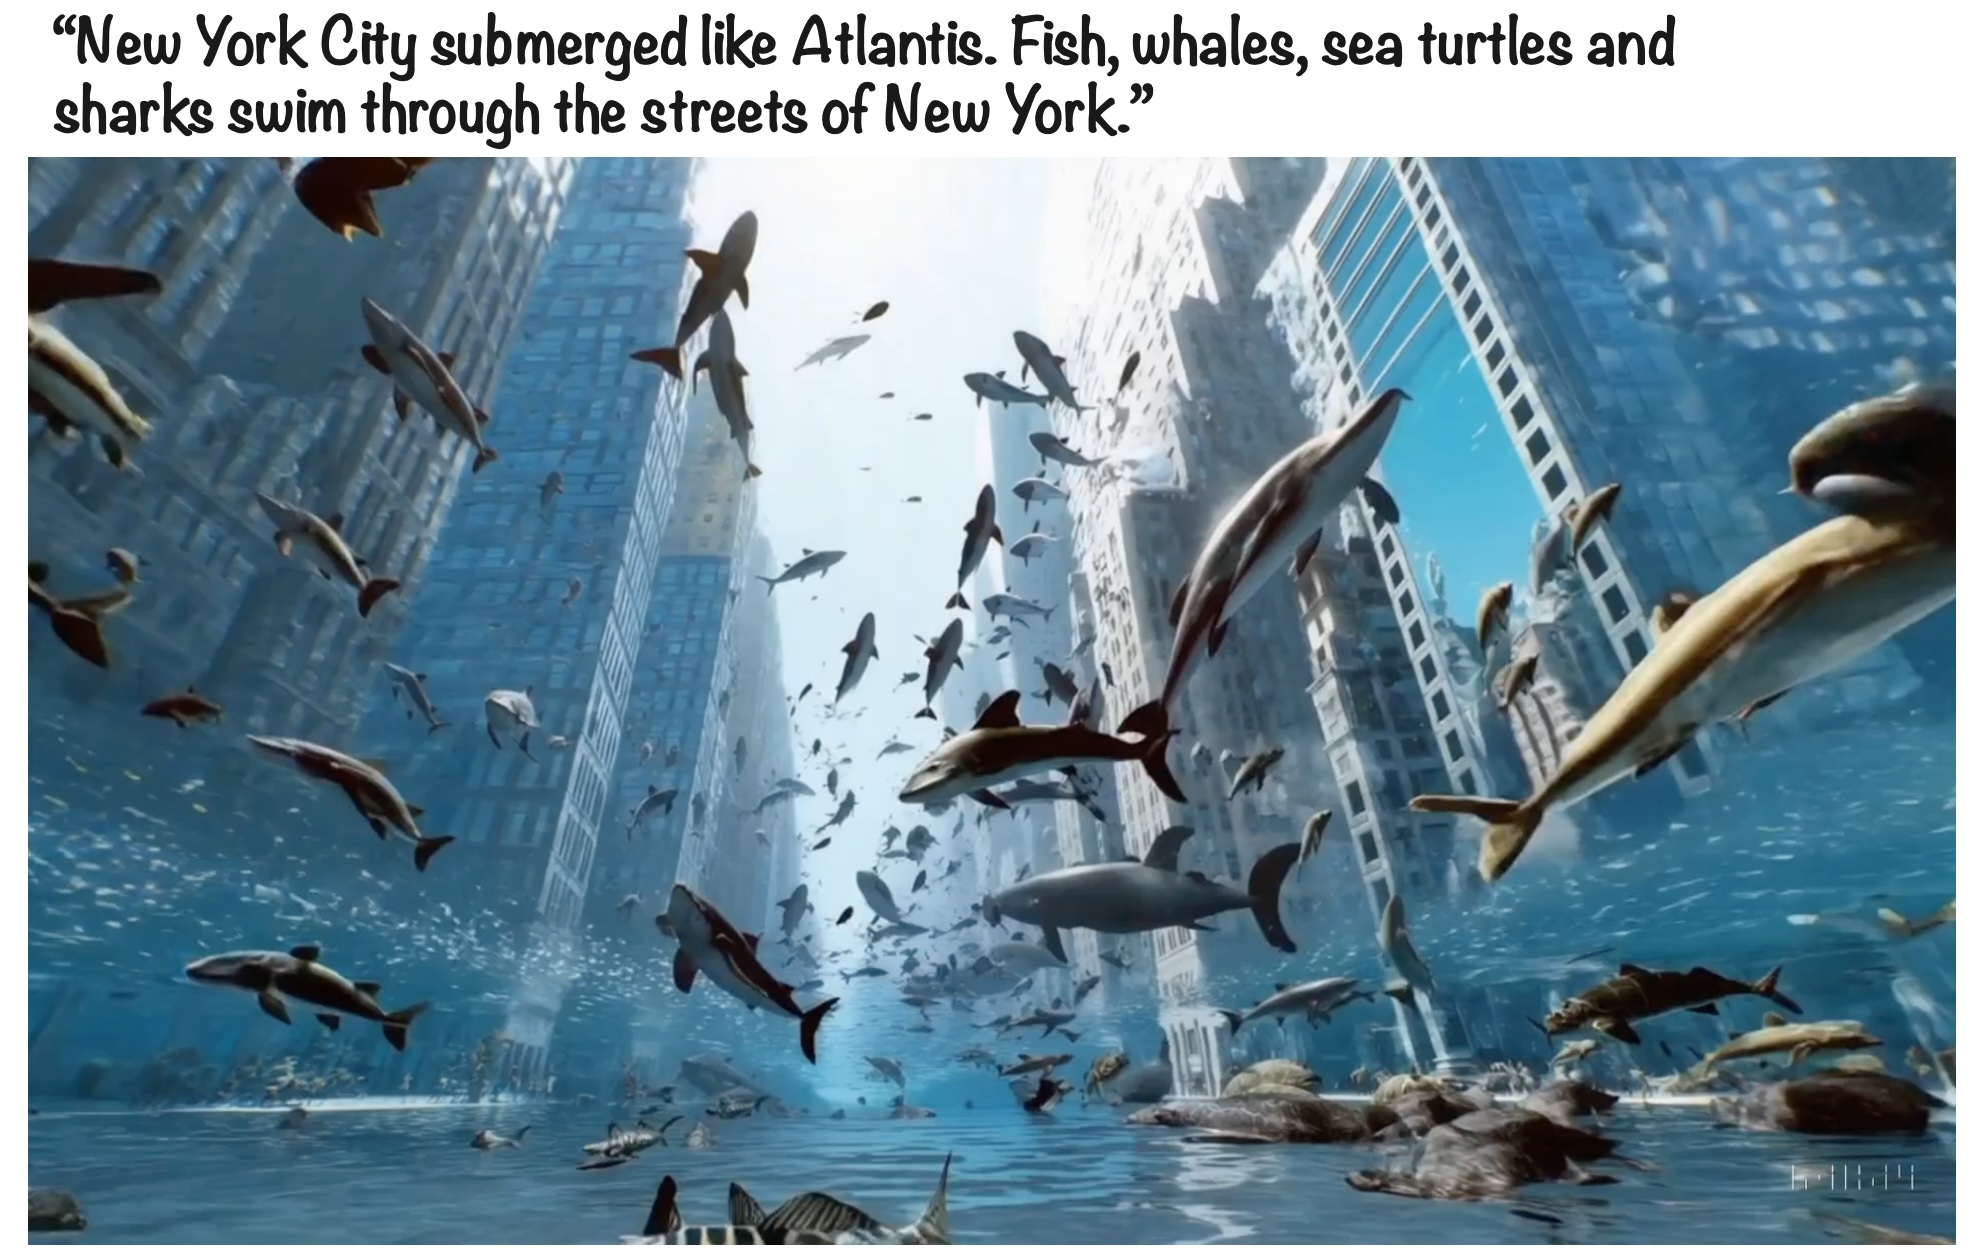 “New York City submerged like Atlantis. Fish, whales, sea turtles and
sharks swim through the streets of New York.”